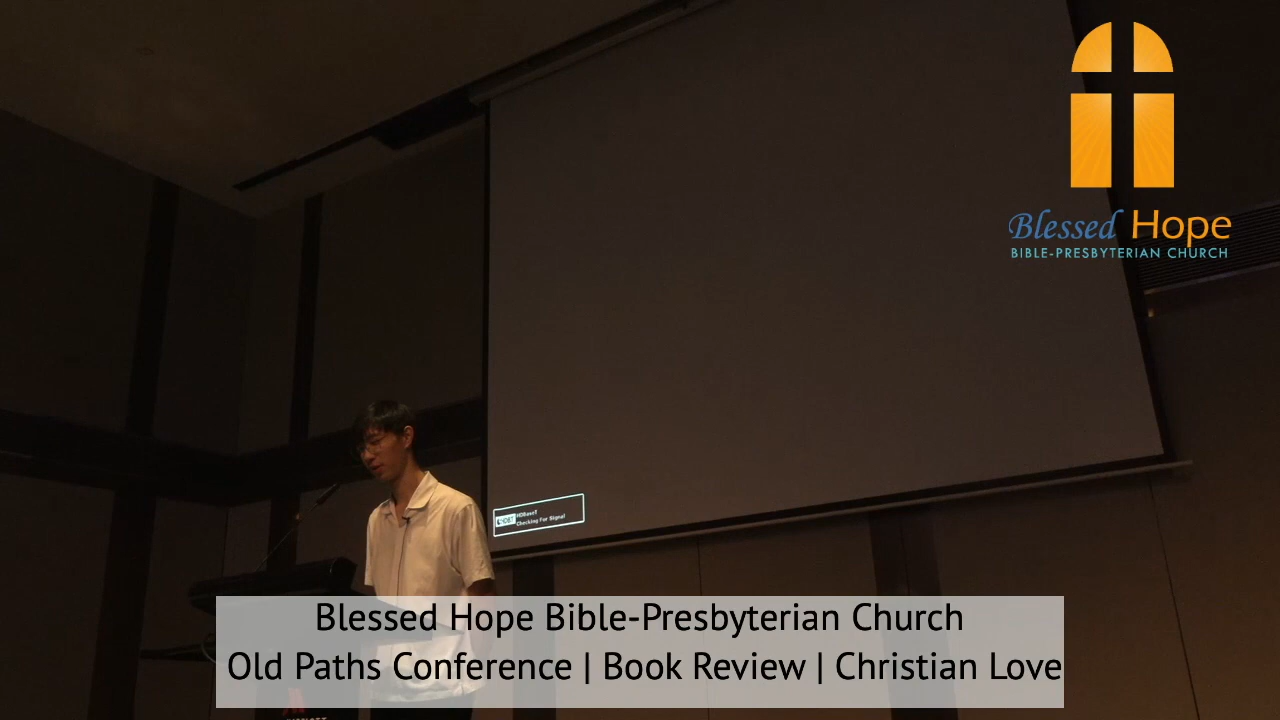 Blessed Hope
BIBLE-PRESBYTERIAN CHURCH
HDBaseT
Checking For Signal
Blessed Hope Bible-Presbyterian Church
Old Paths Conference | Book Review | Christian Love